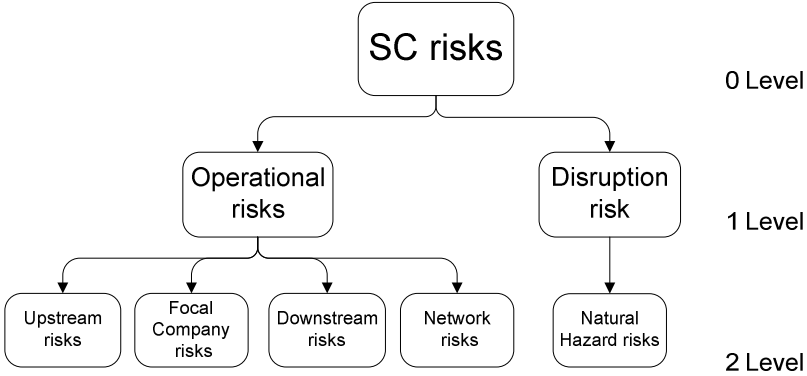 SC risks
0 Level
Operational
risks
Disruption
risk
1 Level
Upstream
risks
Focal
Company
risks
Downstream
risks
Network
risks
Natural
Hazard risks
2 Level